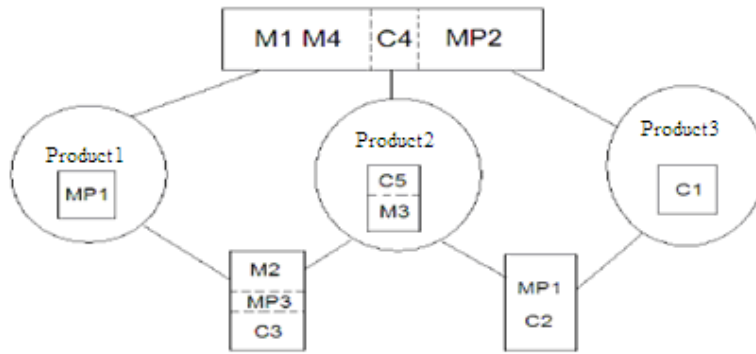 M1 M4 C4 MP2
Product1
Product2
Product3
MP1
C5
M3
C1
M2
MP3
C3
MP1
C2